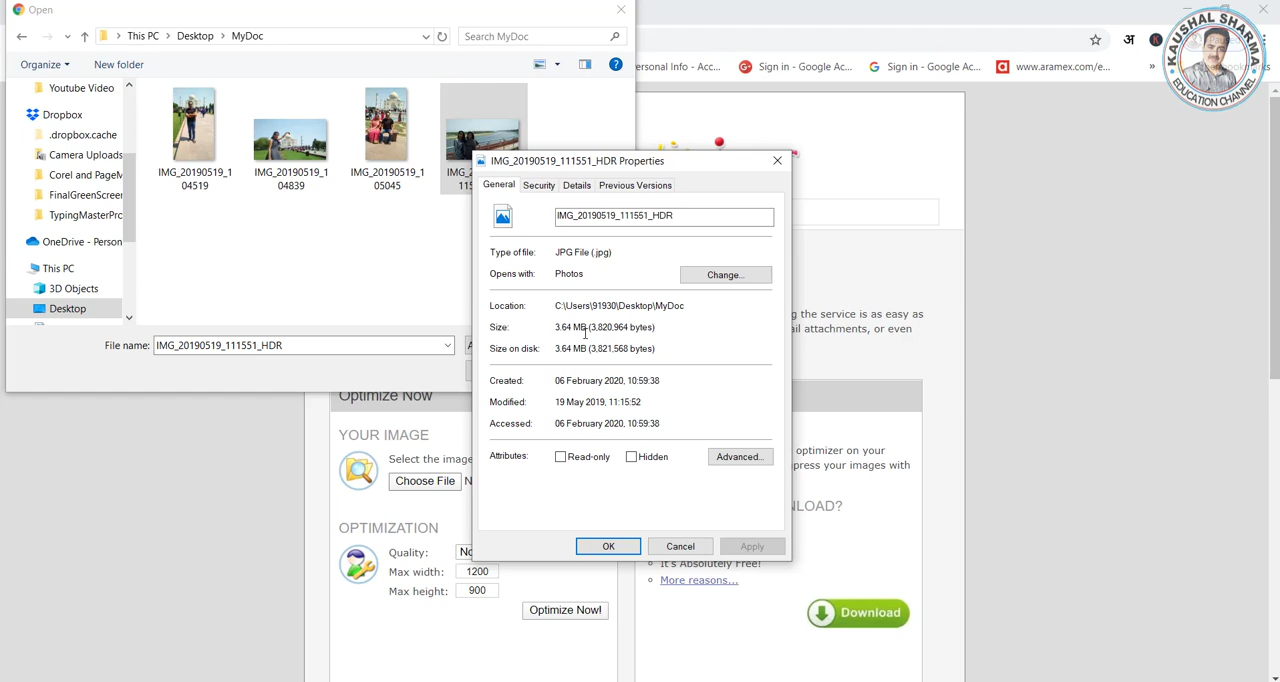 Open
This PC
Desktop
MyDoc
Search MyDoc
Organize
New folder
Youtube Video
Dropbox
.dropbox.cache
Camera Uploads
Corel and PageM
FinalGreenScreen
TypingMasterPro
OneDrive - Person
This PC
3D Objects
Desktop
IMG_20190519_1
04519
IMG_20190519_1
04839
IMG_20190519_1
05045
File name:
IMG_20190519_111551_HDR
ersonal Info - Acc...
Sign in - Google Ac...
Sign in - Google Ac...
www.aramex.com/e...
»
अ
K
KAUSHAL SHARMA
EDUCATION CHANNEL
IMG_20190519_111551_HDR Properties
General
Security
Details
Previous Versions
IMG_20190519_111551_HDR
Type of file: JPG File (.jpg)
Opens with: Photos
Change...
Location: C:\Users\91930\Desktop\MyDoc
Size: 3.64 MB (3,820,964 bytes)
Size on disk: 3.64 MB (3,821,568 bytes)
Created: 06 February 2020, 10:59:38
Modified: 19 May 2019, 11:15:52
Accessed: 06 February 2020, 10:59:38
Attributes: Read-only Hidden
Advanced...
OK
Cancel
Apply
ng the service is as easy as
ail attachments, or even
Optimize Now
YOUR IMAGE
Select the image
Choose File
OPTIMIZATION
Quality: No
Max width: 1200
Max height: 900
Optimize Now!
optimizer on your
press your images with
NLOAD?
It's Absolutely Free!
More reasons...
Download